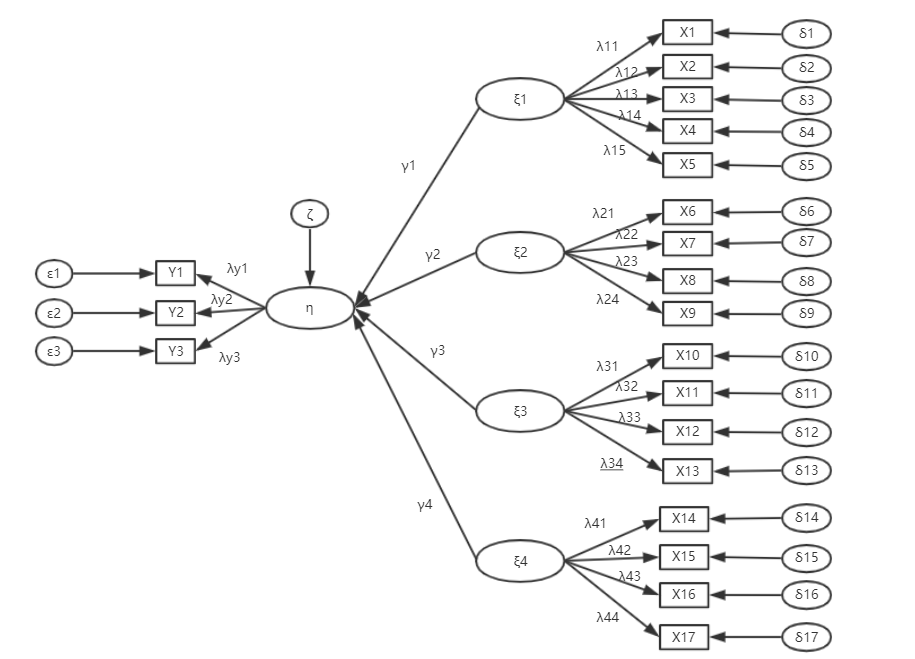 λ11
X1
δ1
λ12
X2
δ2
ξ1
λ13
X3
δ3
λ14
X4
δ4
λ15
X5
δ5
γ1
ζ
λ21
X6
δ6
λ22
X7
δ7
γ2
ξ2
λ23
X8
δ8
λ24
X9
δ9
ε1
Y1
λy1
ε2
Y2
λy2
η
ε3
Y3
λy3
γ3
λ31
X10
δ10
λ32
X11
δ11
ξ3
λ33
X12
δ12
λ34
X13
δ13
γ4
λ41
X14
δ14
λ42
X15
δ15
ξ4
λ43
X16
δ16
λ44
X17
δ17